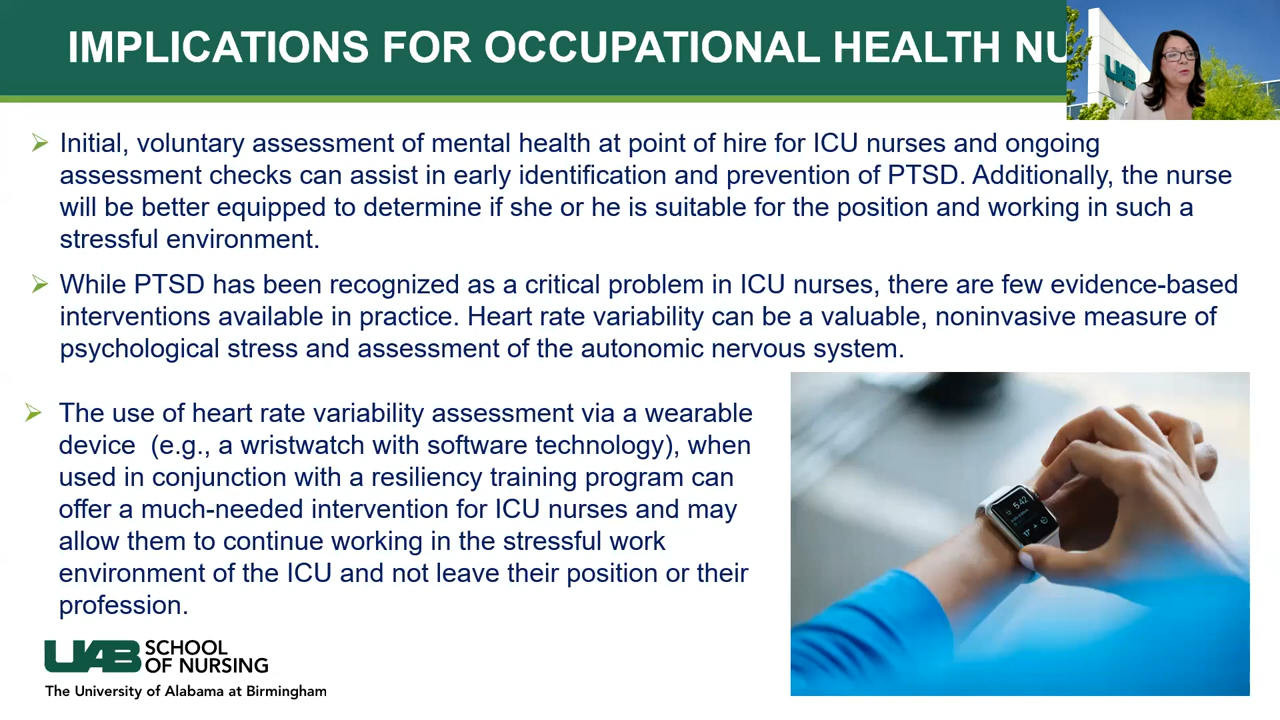 IMPLICATIONS FOR OCCUPATIONAL HEALTH NU
UAB
Initial, voluntary assessment of mental health at point of hire for ICU nurses and ongoing
assessment checks can assist in early identification and prevention of PTSD. Additionally, the nurse
will be better equipped to determine if she or he is suitable for the position and working in such a
stressful environment.
While PTSD has been recognized as a critical problem in ICU nurses, there are few evidence-based
interventions available in practice. Heart rate variability can be a valuable, noninvasive measure of
psychological stress and assessment of the autonomic nervous system.
The use of heart rate variability assessment via a wearable
device (e.g., a wristwatch with software technology), when
used in conjunction with a resiliency training program can
offer a much-needed intervention for ICU nurses and may
allow them to continue working in the stressful work
environment of the ICU and not leave their position or their
profession.
5:42
17
UAB SCHOOL
OF NURSING
The University of Alabama at Birmingham